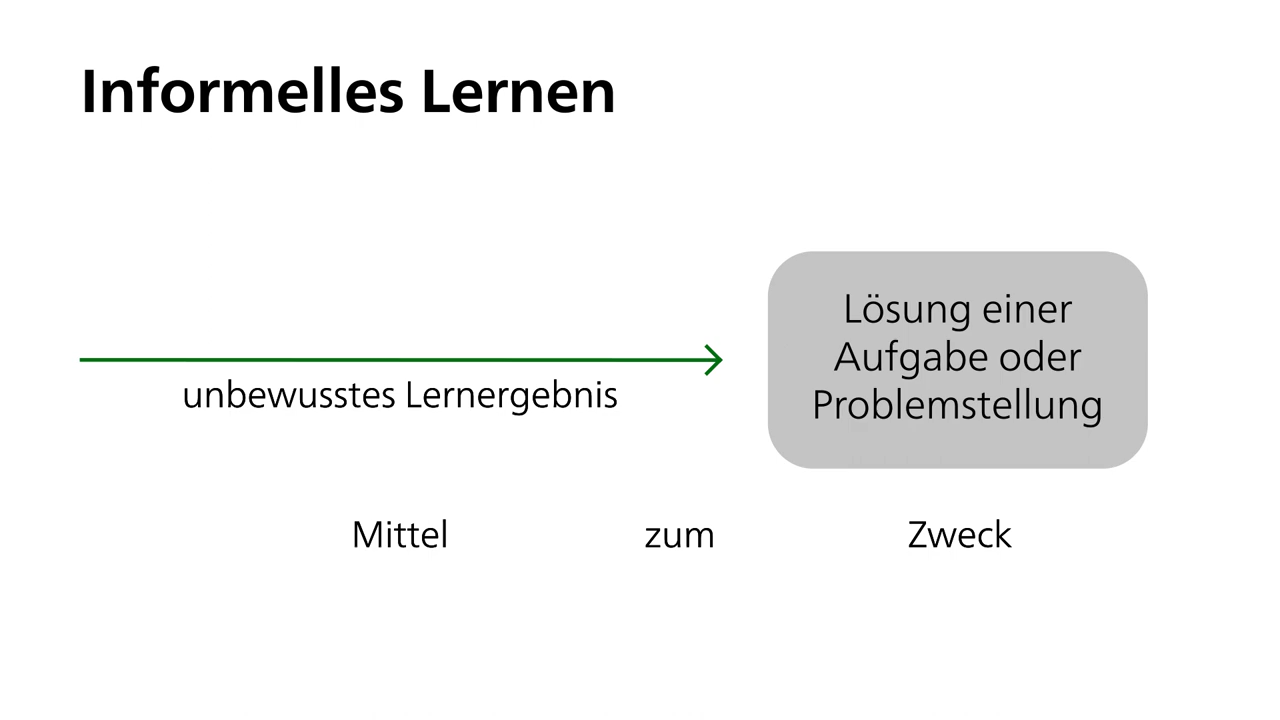 Informelles Lernen
Lösung einer
Aufgabe oder
Problemstellung
unbewusstes Lernergebnis
Mittel zum Zweck